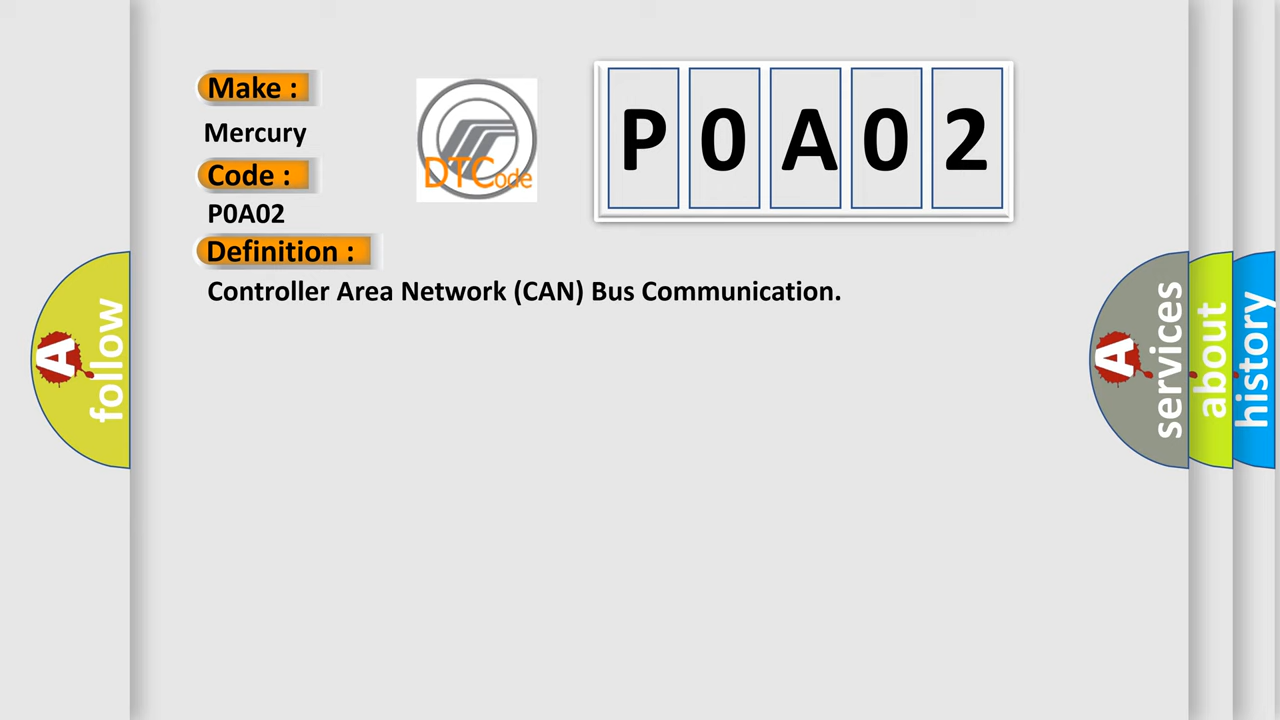 Make :
Mercury
Code :
P0A02
Definition :
Controller Area Network (CAN) Bus Communication.
DTCode
P 0 A 0 2
A
follow
A
services
about
history